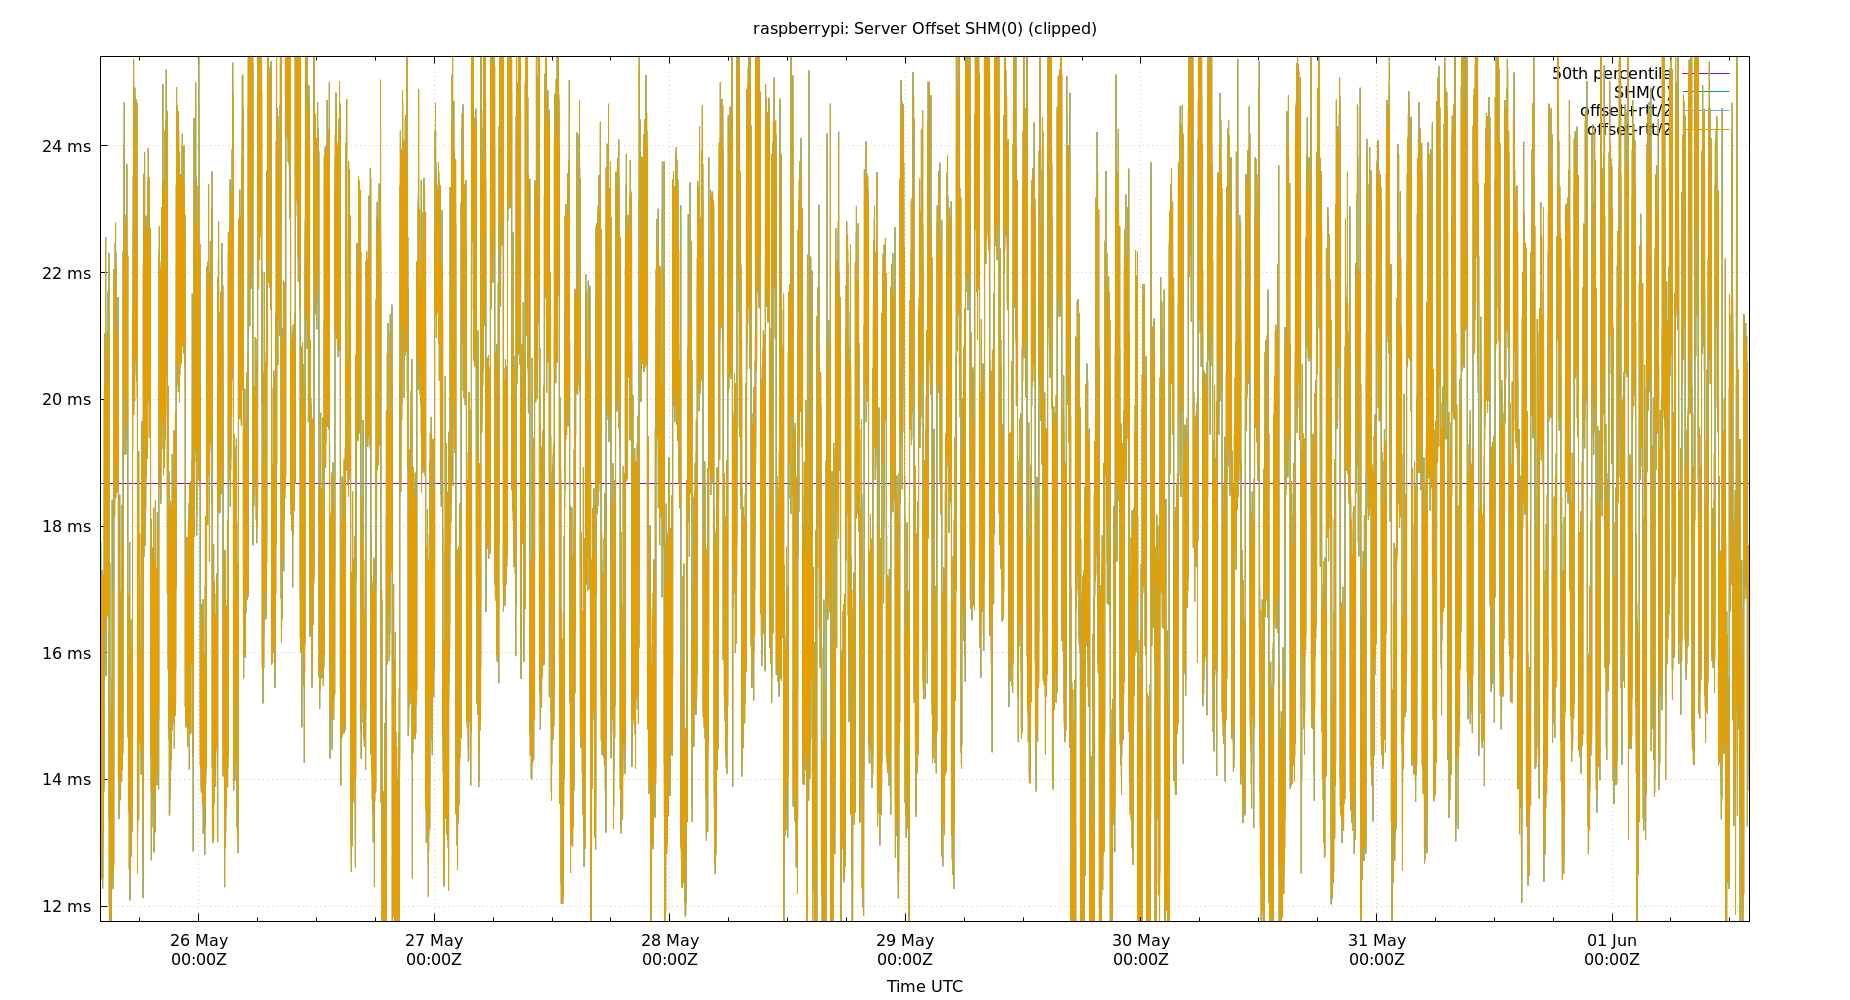 raspberrypi: Server Offset SHM(0) (clipped)
50th percentile
SHM(0)
offset+rtt/2
offset-rtt/2
24 ms
22 ms
20 ms
18 ms
16 ms
14 ms
12 ms
26 May 27 May 28 May 29 May 30 May 31 May 01 Jun
00:00Z 00:00Z 00:00Z 00:00Z 00:00Z 00:00Z 00:00Z
Time UTC